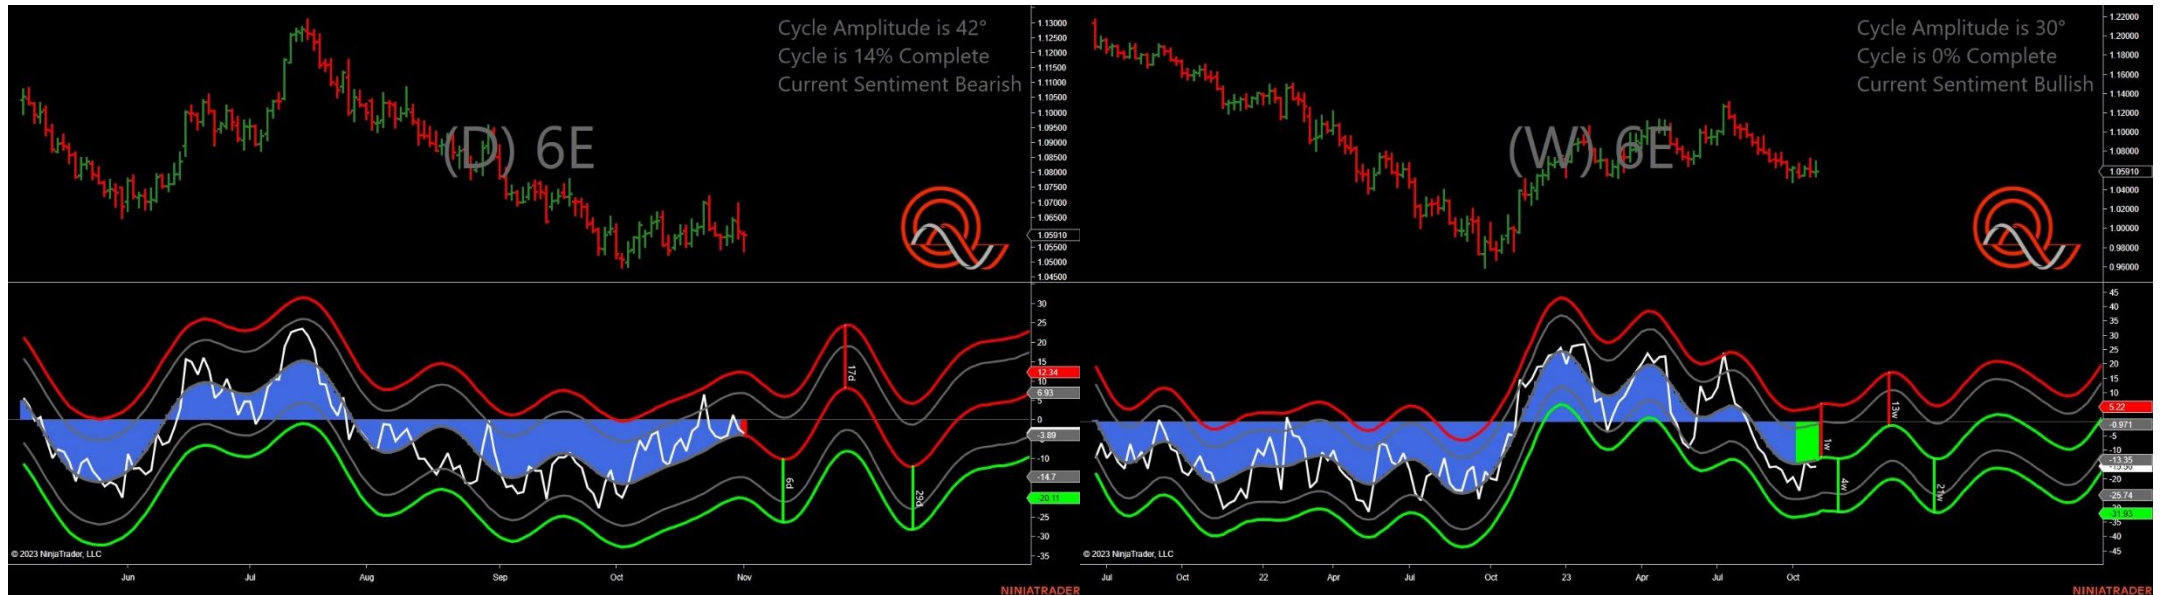 Cycle Amplitude is 42°
Cycle is 14% Complete
Current Sentiment Bearish
(D) 6E
1.13000
1.12500
1.12000
1.11500
1.11000
1.10500
1.10000
1.09500
1.09000
1.08500
1.08000
1.07500
1.07000
1.06500
1.05910
1.05500
1.05000
1.04500
30
25
20
15
12.34
10
6.93
5
0
-3.89
-5
-10
-14.7
-20.11
-25
-30
-35
17d
6d
29d
© 2023 NinjaTrader, LLC
Jun
Jul
Aug
Sep
Oct
Nov
NINJATRADER
Cycle Amplitude is 30°
Cycle is 0% Complete
Current Sentiment Bullish
(W) 6E
1.22000
1.20000
1.18000
1.16000
1.14000
1.12000
1.10000
1.08000
1.05910
1.04000
1.02000
1.00000
0.98000
0.96000
45
40
35
30
25
20
15
10
5.22
-0.971
-5
-10
-13.35
-20
-25.74
-31.93
-35
-40
-45
13w
1w
4w
21w
© 2023 NinjaTrader, LLC
Jul
Oct
22
Apr
Jul
Oct
23
Apr
Jul
Oct
NINJATRADER